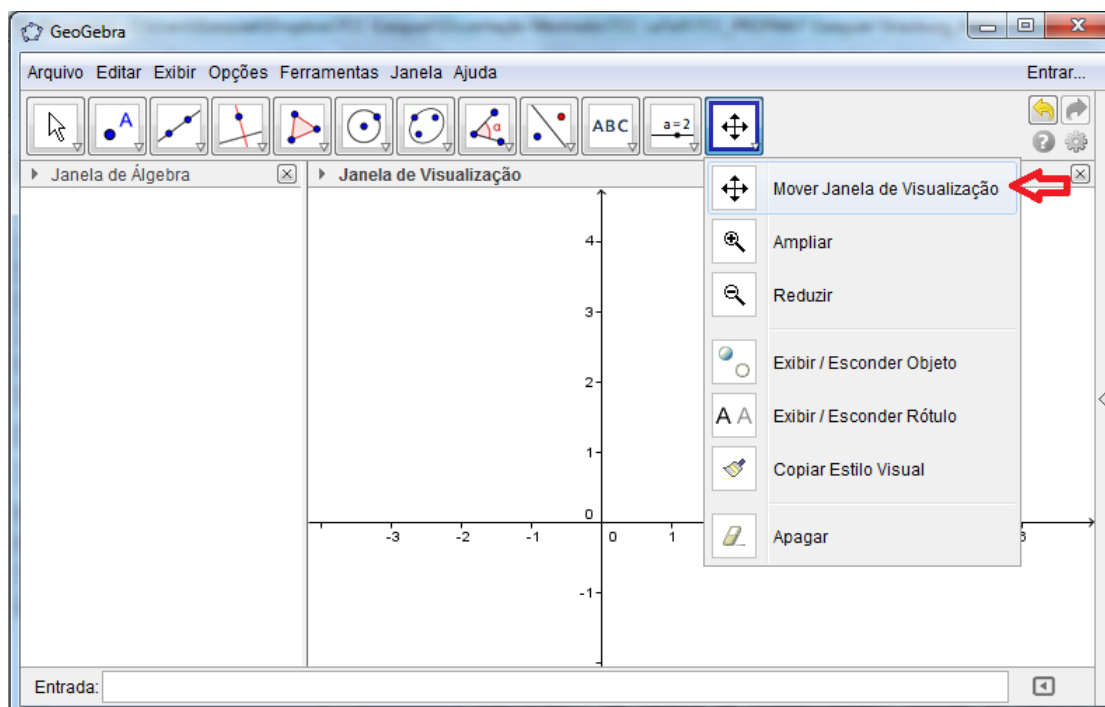 GeoGebra
Arquivo Editar Exibir Opções Ferramentas Janela Ajuda Entrar...
A α ABC a=2
Janela de Álgebra Janela de Visualização
Mover Janela de Visualização
Ampliar
Reduzir
Exibir / Esconder Objeto
A A Exibir / Esconder Rótulo
Copiar Estilo Visual
Apagar
4
3
2
1
0
-3 -2 -1 0 1
-1
Entrada: